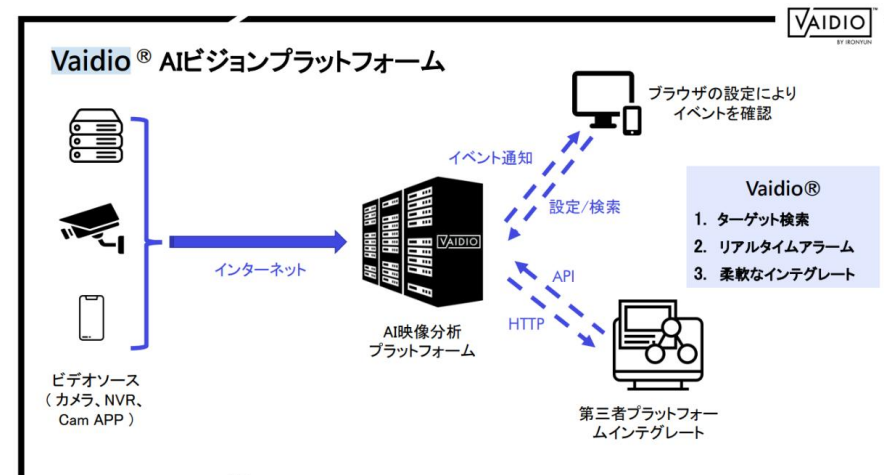 VAIDIO™
BY IRONYUN
Vaidio® AIビジョンプラットフォーム
ブラウザの設定により
イベントを確認
イベント通知
設定/検索
Vaidio®
1. ターゲット検索
2. リアルタイムアラーム
3. 柔軟なインテグレート
VAIDIO
インターネット
API
HTTP
AI映像分析
プラットフォーム
ビデオソース
（カメラ、NVR、
Cam APP ）
第三者プラットフォー
ムインテグレート